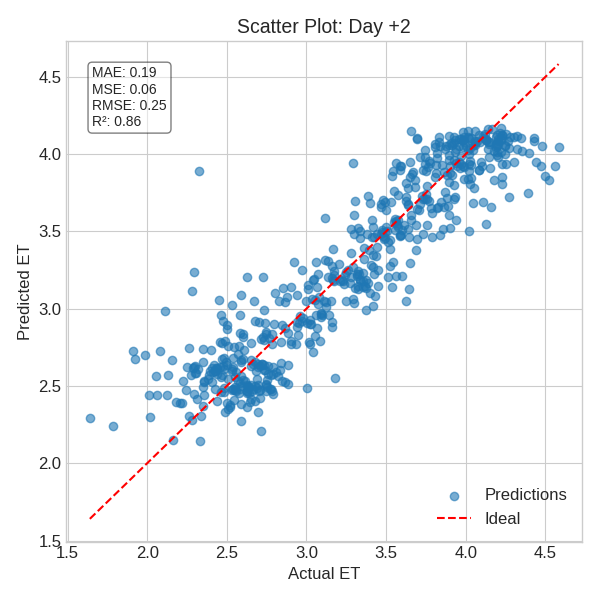 Scatter Plot: Day +2
MAE: 0.19
MSE: 0.06
RMSE: 0.25
R²: 0.86
4.5
4.0
3.5
3.0
2.5
2.0
1.5
Predicted ET
Predictions
Ideal
1.5 2.0 2.5 3.0 3.5 4.0 4.5
Actual ET